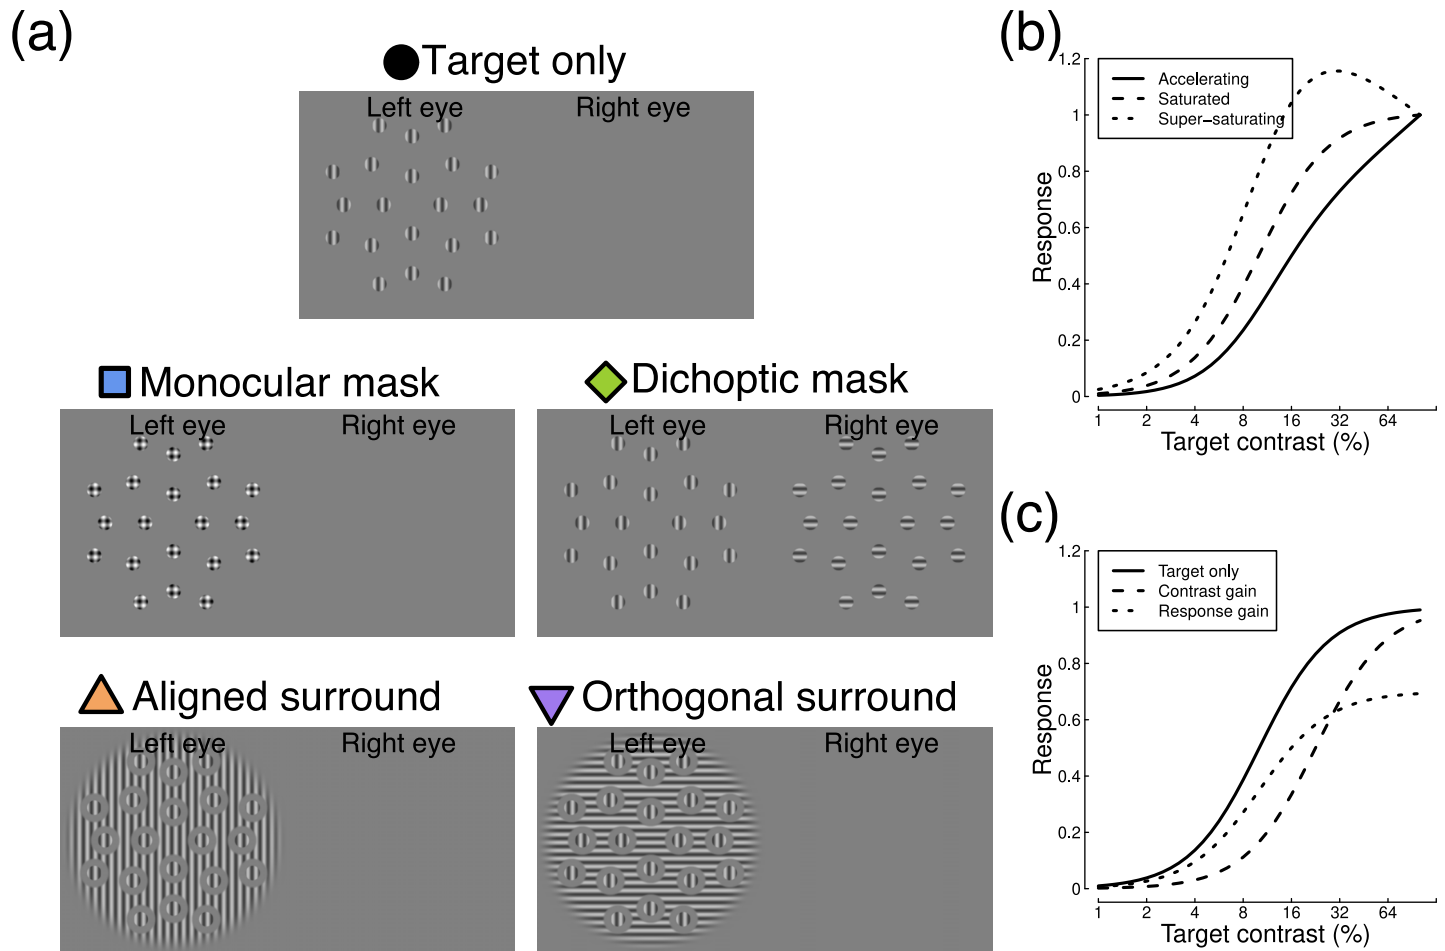 (a)
Target only
Left eye
Right eye
Monocular mask
Left eye
Right eye
Dichoptic mask
Left eye
Right eye
Aligned surround
Left eye
Right eye
Orthogonal surround
Left eye
Right eye
(b)
1.2
1
0.8
0.6
0.4
0.2
0
Response
Accelerating
Saturated
Super−saturating
1 2 4 8 16 32 64
Target contrast (%)
(c)
1.2
1
0.8
0.6
0.4
0.2
0
Response
Target only
Contrast gain
Response gain
1 2 4 8 16 32 64
Target contrast (%)